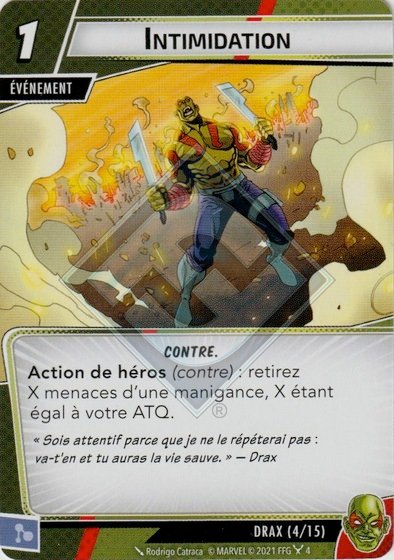 1
INTIMIDATION
ÉVÉNEMENT
CONTRE.
Action de héros (contre) : retirez
X menaces d'une manigance, X étant
égal à votre ATQ.
®
« Sois attentif parce que je ne le répéterai pas :
va-t'en et tu auras la vie sauve. » — Drax
DRAX (4/15)
Rodrigo Catraca © MARVEL © 2021 FFG 4